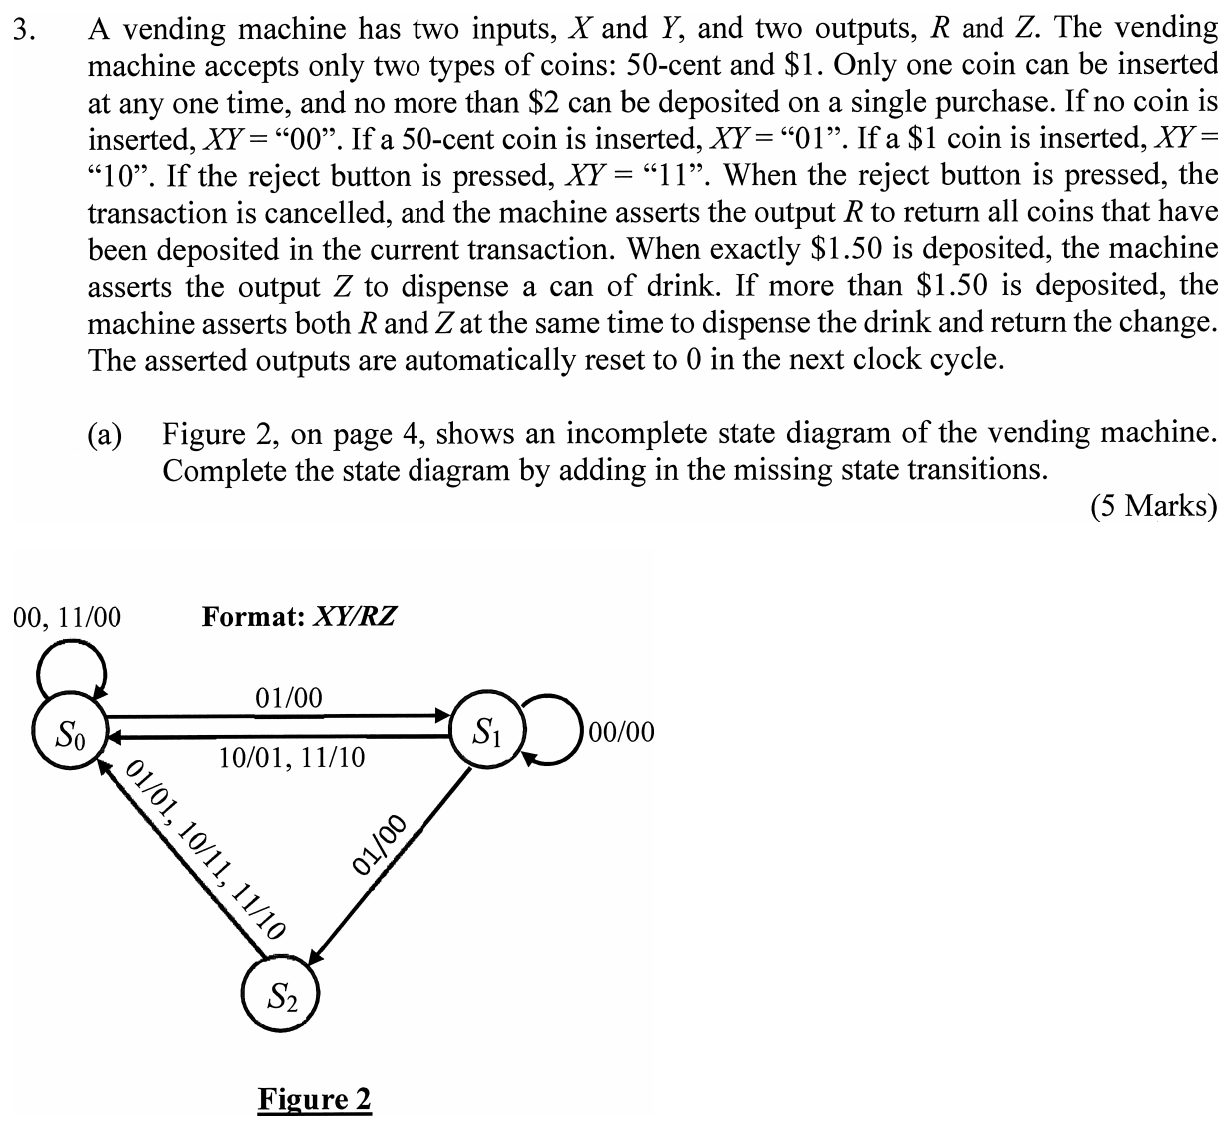 3. A vending machine has two inputs, X and Y, and two outputs, R and Z. The vending
machine accepts only two types of coins: 50-cent and $1. Only one coin can be inserted
at any one time, and no more than $2 can be deposited on a single purchase. If no coin is
inserted, XY = “00”. If a 50-cent coin is inserted, XY = “01”. If a $1 coin is inserted, XY =
“10”. If the reject button is pressed, XY = “11”. When the reject button is pressed, the
transaction is cancelled, and the machine asserts the output R to return all coins that have
been deposited in the current transaction. When exactly $1.50 is deposited, the machine
asserts the output Z to dispense a can of drink. If more than $1.50 is deposited, the
machine asserts both R and Z at the same time to dispense the drink and return the change.
The asserted outputs are automatically reset to 0 in the next clock cycle.
(a) Figure 2, on page 4, shows an incomplete state diagram of the vending machine.
Complete the state diagram by adding in the missing state transitions.
(5 Marks)
00, 11/00
Format: XY/RZ
01/00
S0
S1
00/00
10/01, 11/10
01/01, 10/11, 11/10
01/00
S2
Figure 2